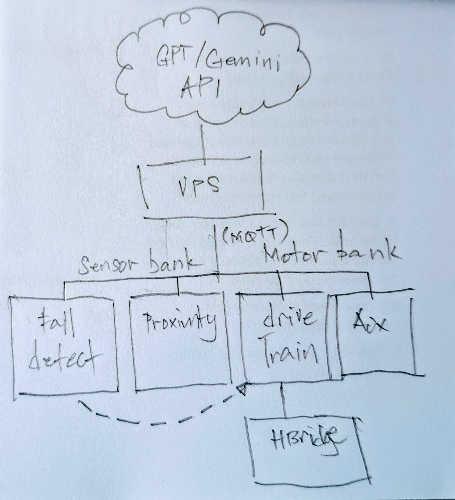 GPT/Gemini
API
VPS
(MQTT)
Sensor bank
Motor bank
fall
detect
Proximity
drive
Train
Aux
HBridge